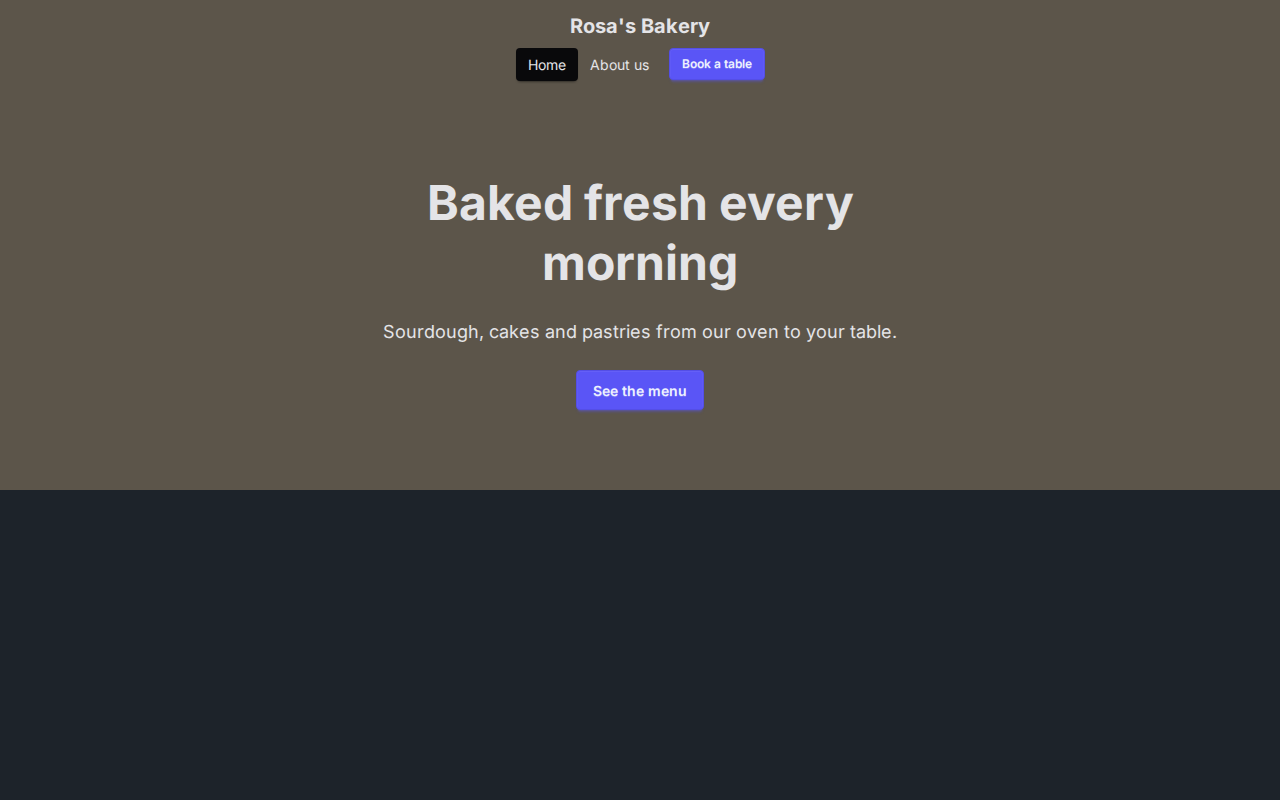 Rosa's Bakery
Home About us Book a table
Baked fresh every
morning
Sourdough, cakes and pastries from our oven to your table.
See the menu